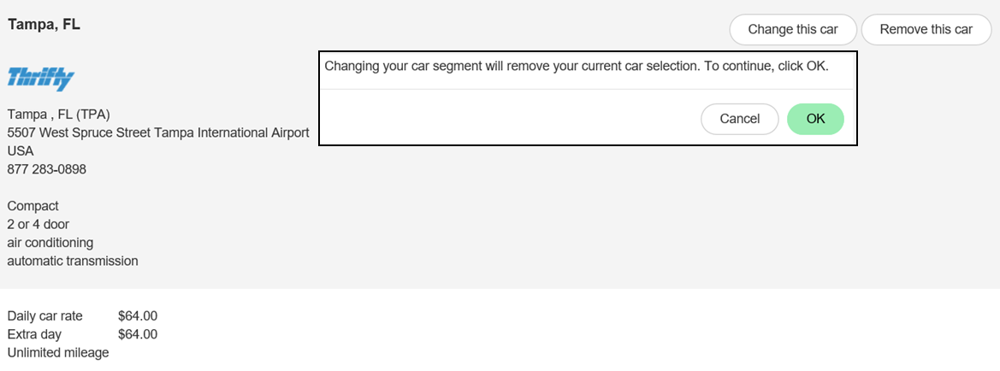 Tampa, FL
Change this car
Remove this car
Thrifty
Changing your car segment will remove your current car selection. To continue, click OK.
Cancel
OK
Tampa , FL (TPA)
5507 West Spruce Street Tampa International Airport
USA
877 283-0898
Compact
2 or 4 door
air conditioning
automatic transmission
Daily car rate $64.00
Extra day $64.00
Unlimited mileage